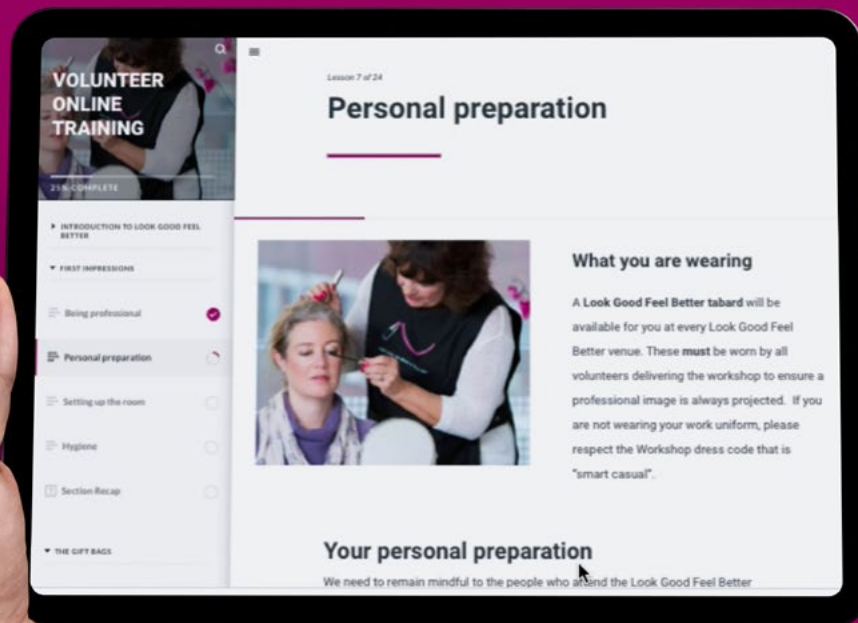 VOLUNTEER
ONLINE
TRAINING
25% COMPLETE
INTRODUCTION TO LOOK GOOD FEEL
BETTER
FIRST IMPRESSIONS
Being professional
Personal preparation
Setting up the room
Hygiene
Section Recap
THE GIFT BAGS
Lesson 7 of 24
Personal preparation
What you are wearing
A Look Good Feel Better tabard will be
available for you at every Look Good Feel
Better venue. These must be worn by all
volunteers delivering the workshop to ensure a
professional image is always projected. If you
are not wearing your work uniform, please
respect the Workshop dress code that is
"smart casual".
Your personal preparation
We need to remain mindful to the people who attend the Look Good Feel Better